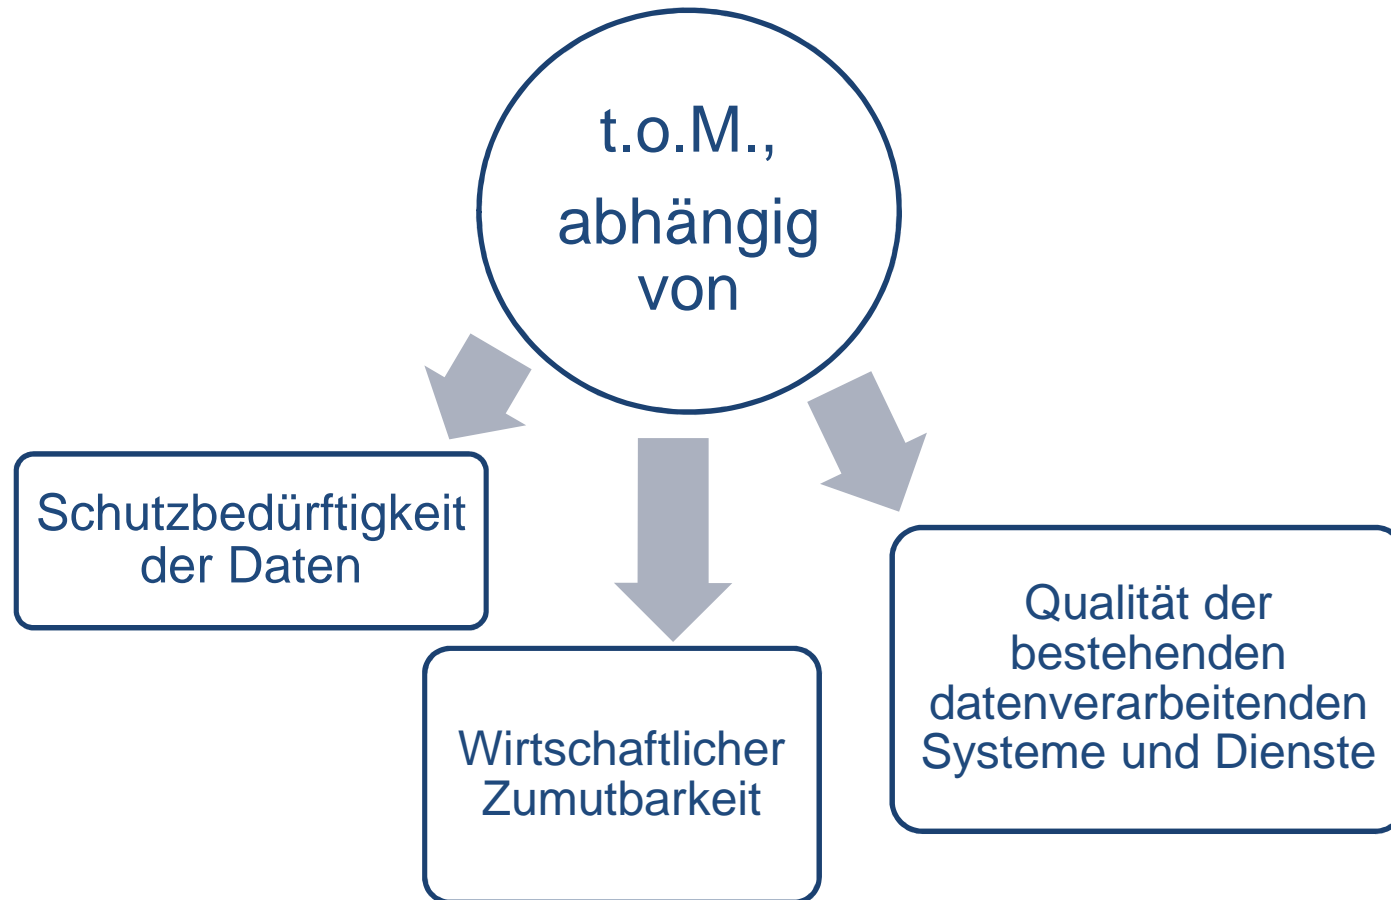 t.o.M.,
abhängig
von
Schutzbedürftigkeit
der Daten
Wirtschaftlicher
Zumutbarkeit
Qualität der
bestehenden
datenverarbeitenden
Systeme und Dienste